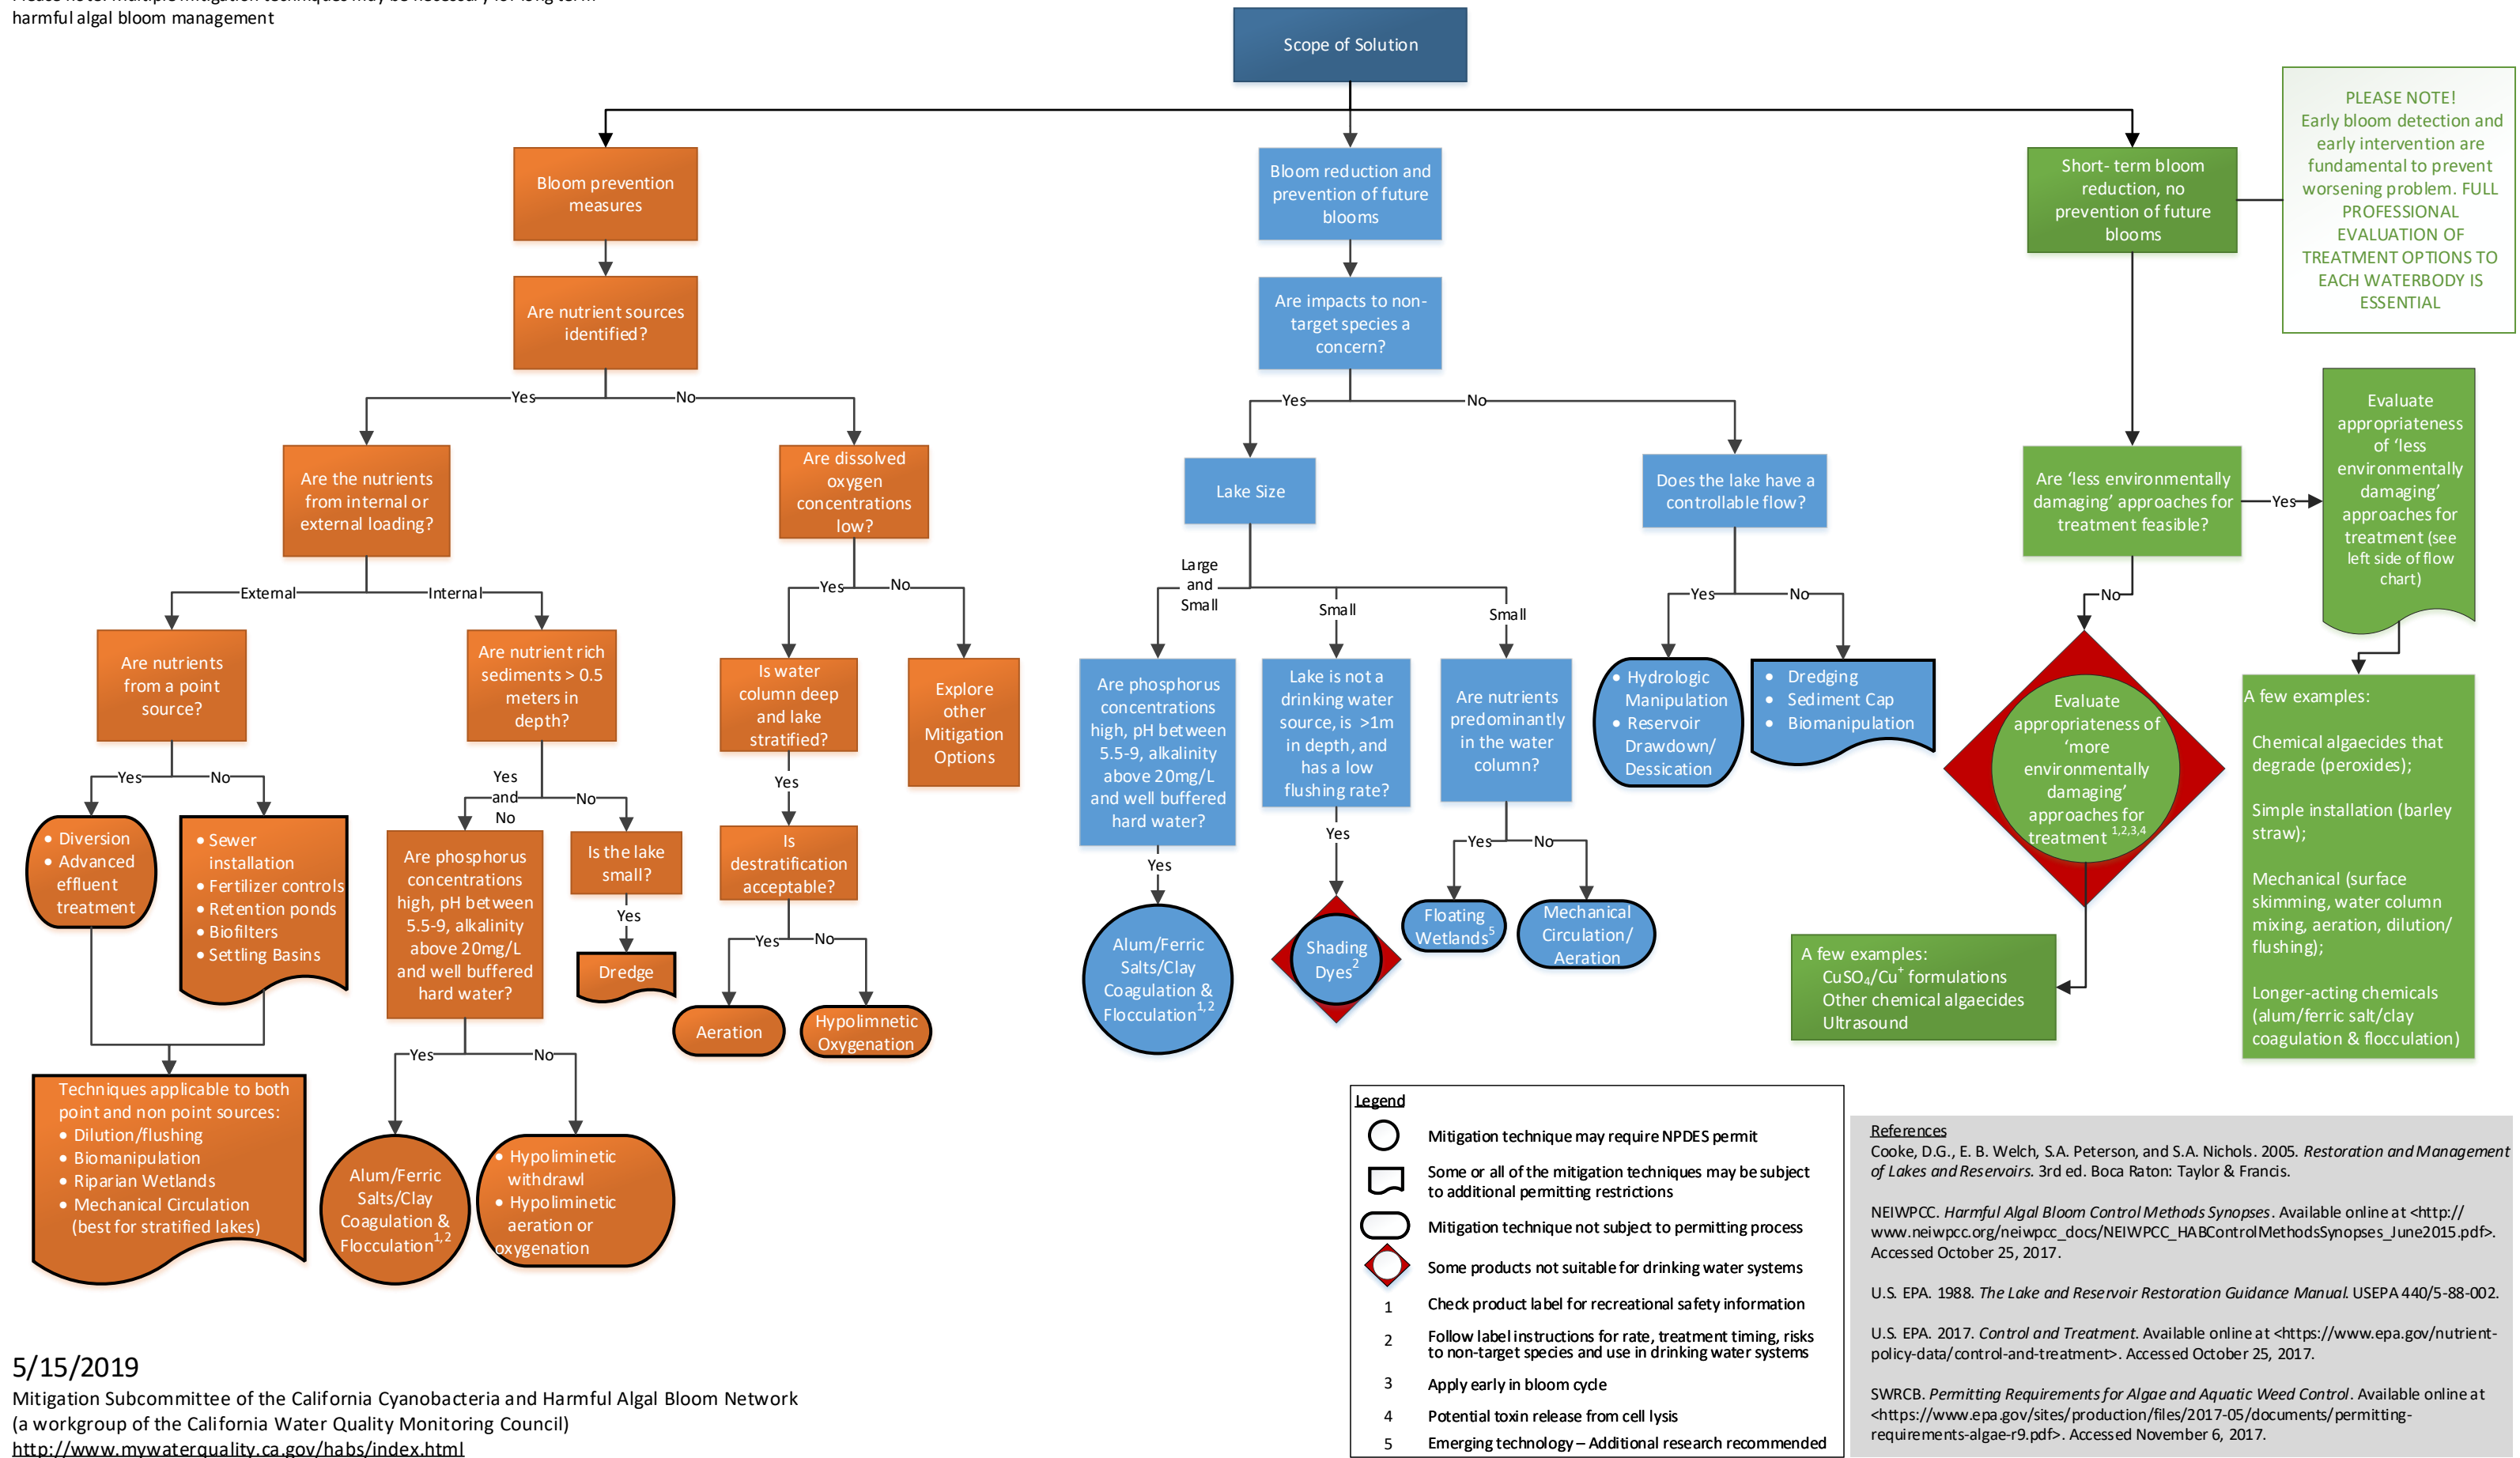 harmful algal bloom management
Scope of Solution
PLEASE NOTE!
Early bloom detection and
early intervention are
fundamental to prevent
worsening problem. FULL
PROFESSIONAL
EVALUATION OF
TREATMENT OPTIONS TO
EACH WATERBODY IS
ESSENTIAL
Bloom prevention
measures
Bloom reduction and
prevention of future
blooms
Short- term bloom
reduction, no
prevention of future
blooms
Are nutrient sources
identified?
Are impacts to non-
target species a
concern?
Yes
No
Yes
No
Are the nutrients
from internal or
external loading?
Are dissolved
oxygen
concentrations
low?
Lake Size
Does the lake have a
controllable flow?
Are ‘less environmentally
damaging’ approaches for
treatment feasible?
Yes
Evaluate
appropriateness
of ‘less
environmentally
damaging’
approaches for
treatment (see
left side of flow
chart)
External
Internal
Yes
No
Large
and
Small
Small
Small
Yes
No
No
Are nutrients
from a point
source?
Are nutrient rich
sediments > 0.5
meters in
depth?
Is water
column deep
and lake
stratified?
Explore
other
Mitigation
Options
Are phosphorus
concentrations
high, pH between
5.5-9, alkalinity
above 20mg/L
and well buffered
hard water?
Lake is not a
drinking water
source, is >1m
in depth, and
has a low
flushing rate?
Are nutrients
predominantly
in the water
column?
• Hydrologic
Manipulation
• Reservoir
Drawdown/
Dessication
• Dredging
• Sediment Cap
• Biomanipulation
Evaluate
appropriateness of
‘more
environmentally
damaging’
approaches for
treatment 1,2,3,4
A few examples:
Chemical algaecides that
degrade (peroxides);
Simple installation (barley
straw);
Mechanical (surface
skimming, water column
mixing, aeration, dilution/
flushing);
Longer-acting chemicals
(alum/ferric salt/clay
coagulation & flocculation)
Yes
No
Yes
and
No
No
Yes
Yes
Yes
Yes
No
• Diversion
• Advanced
effluent
treatment
• Sewer
installation
• Fertilizer controls
• Retention ponds
• Biofilters
• Settling Basins
Are phosphorus
concentrations
high, pH between
5.5-9, alkalinity
above 20mg/L
and well buffered
hard water?
Is the lake
small?
Yes
Dredge
Is
destratification
acceptable?
Yes
No
Aeration
Hypolimnetic
Oxygenation
Alum/Ferric
Salts/Clay
Coagulation &
Flocculation1,2
Shading
Dyes2
Floating
Wetlands5
Mechanical
Circulation/
Aeration
A few examples:
CuSO4/Cu+ formulations
Other chemical algaecides
Ultrasound
Yes
No
Techniques applicable to both
point and non point sources:
• Dilution/flushing
• Biomanipulation
• Riparian Wetlands
• Mechanical Circulation
(best for stratified lakes)
Alum/Ferric
Salts/Clay
Coagulation &
Flocculation1,2
• Hypoliminetic
withdrawl
• Hypoliminetic
aeration or
oxygenation
Legend
Mitigation technique may require NPDES permit
Some or all of the mitigation techniques may be subject
to additional permitting restrictions
Mitigation technique not subject to permitting process
Some products not suitable for drinking water systems
1 Check product label for recreational safety information
2 Follow label instructions for rate, treatment timing, risks
to non-target species and use in drinking water systems
3 Apply early in bloom cycle
4 Potential toxin release from cell lysis
5 Emerging technology – Additional research recommended
References
Cooke, D.G., E. B. Welch, S.A. Peterson, and S.A. Nichols. 2005. Restoration and Management
of Lakes and Reservoirs. 3rd ed. Boca Raton: Taylor & Francis.
NEIWPCC. Harmful Algal Bloom Control Methods Synopses. Available online at <http://
www.neiwpcc.org/neiwpcc_docs/NEIWPCC_HABControlMethodsSynopses_June2015.pdf>.
Accessed October 25, 2017.
U.S. EPA. 1988. The Lake and Reservoir Restoration Guidance Manual. USEPA 440/5-88-002.
U.S. EPA. 2017. Control and Treatment. Available online at <https://www.epa.gov/nutrient-
policy-data/control-and-treatment>. Accessed October 25, 2017.
SWRCB. Permitting Requirements for Algae and Aquatic Weed Control. Available online at
<https://www.epa.gov/sites/production/files/2017-05/documents/permitting-
requirements-algae-r9.pdf>. Accessed November 6, 2017.
5/15/2019
Mitigation Subcommittee of the California Cyanobacteria and Harmful Algal Bloom Network
(a workgroup of the California Water Quality Monitoring Council)
http://www.mywaterquality.ca.gov/habs/index.html